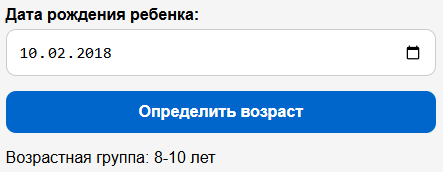 Дата рождения ребенка:
10.02.2018
Определить возраст
Возрастная группа: 8-10 лет